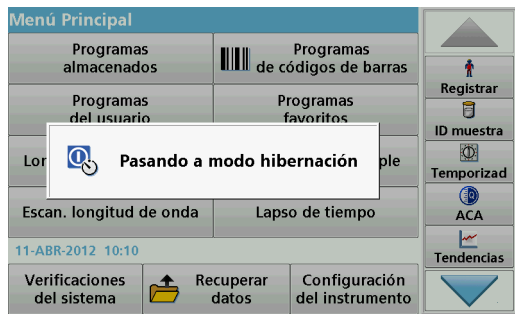 Menú Principal
Programas
almacenados
Programas
de códigos de barras
Programas
del usuario
Programas
favoritos
Pasando a modo hibernación
Escan. longitud de onda
Lapso de tiempo
11-ABR-2012 10:10
Verificaciones
del sistema
Recuperar
datos
Configuración
del instrumento
Registrar
ID muestra
Temporizad
ACA
Tendencias